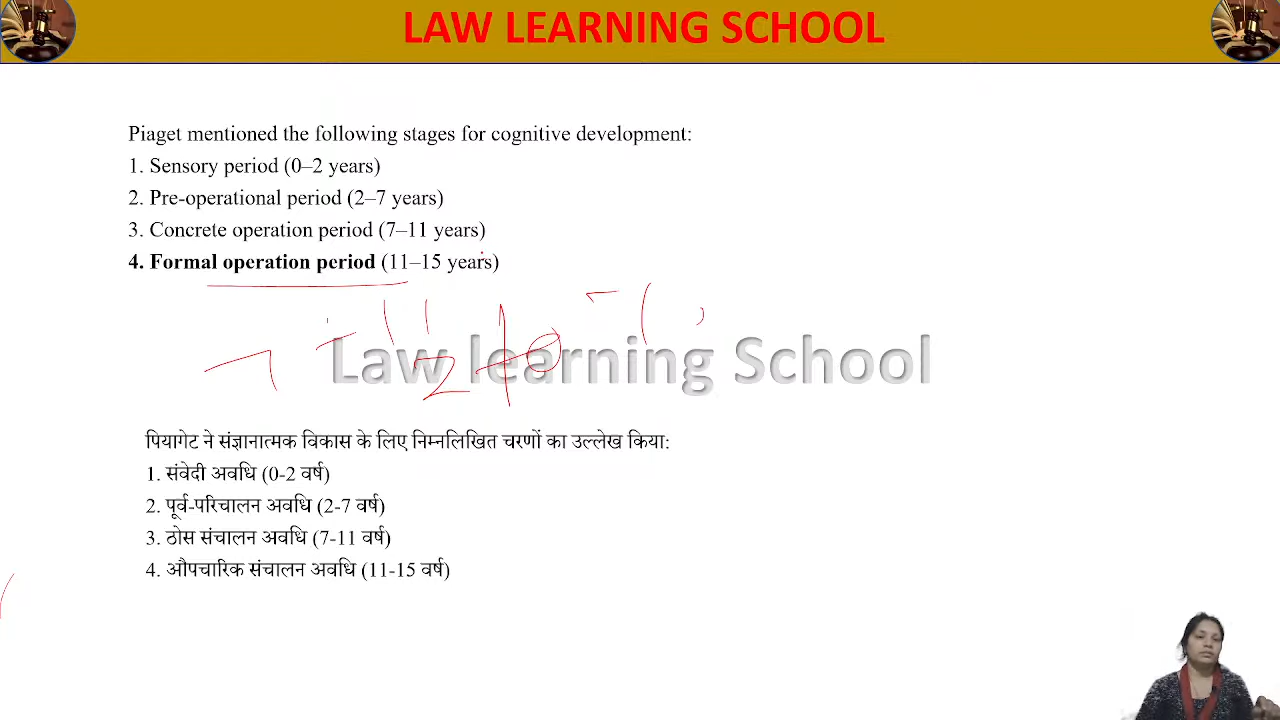 LAW LEARNING SCHOOL
Piaget mentioned the following stages for cognitive development:
1. Sensory period (0–2 years)
2. Pre-operational period (2–7 years)
3. Concrete operation period (7–11 years)
4. Formal operation period (11–15 years)
Law learning School
पियागेट ने संज्ञानात्मक विकास के लिए निम्नलिखित चरणों का उल्लेख किया:
1. संवेदी अवधि (0-2 वर्ष)
2. पूर्व-परिचालन अवधि (2-7 वर्ष)
3. ठोस संचालन अवधि (7-11 वर्ष)
4. औपचारिक संचालन अवधि (11-15 वर्ष)